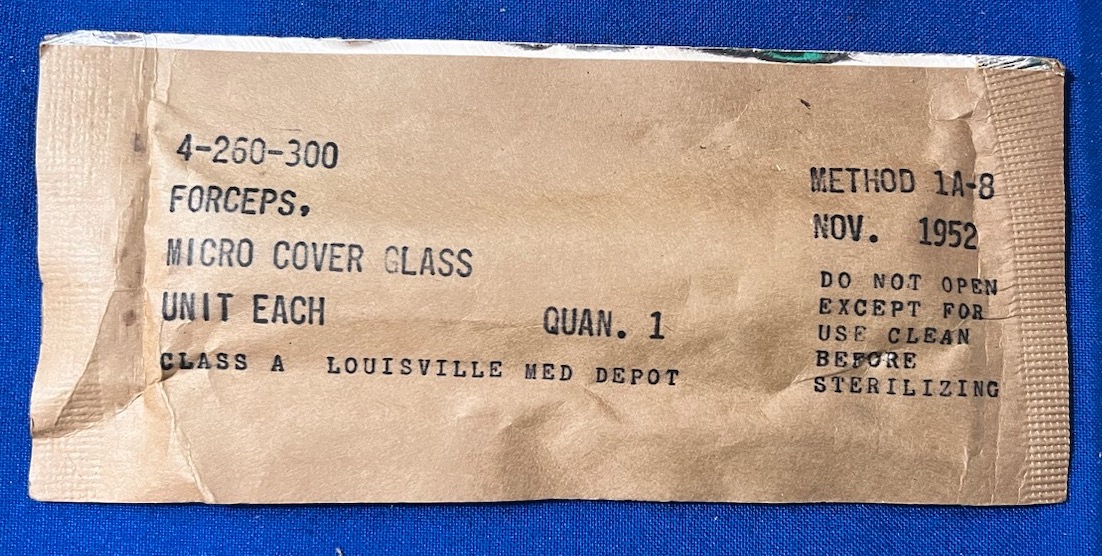 4-260-300
FORCEPS,
MICRO COVER GLASS
UNIT EACH QUAN. 1
CLASS A LOUISVILLE MED DEPOT
METHOD 1A-8
NOV. 1952
DO NOT OPEN
EXCEPT FOR
USE CLEAN
BEFORE
STERILIZING